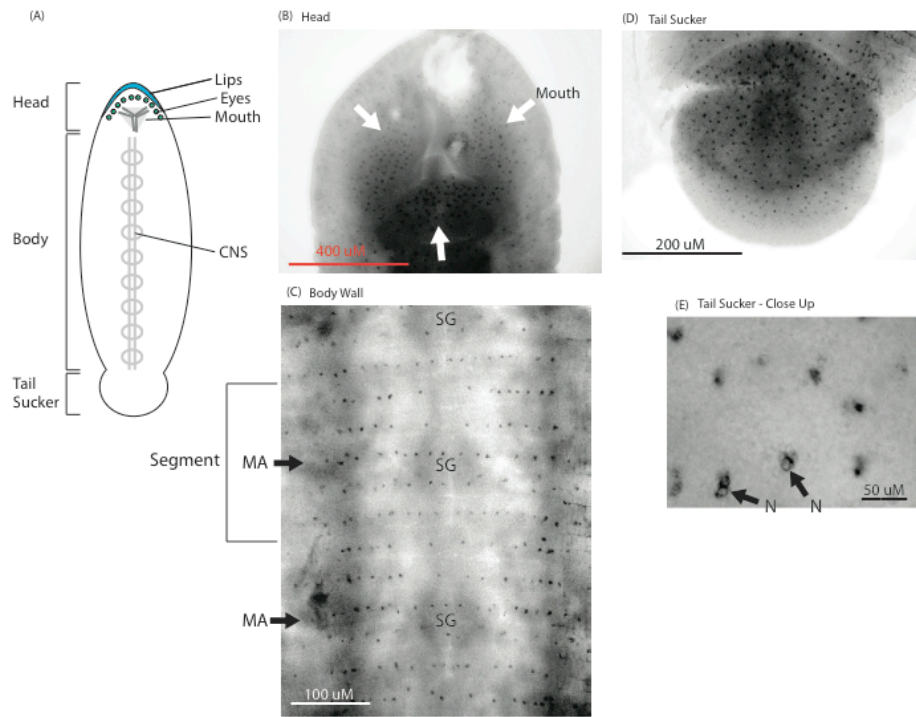 (A)
Head
Lips
Eyes
Mouth
Body
CNS
Tail
Sucker
(B) Head
Mouth
400 uM
(C) Body Wall
SG
Segment
MA
SG
MA
SG
100 uM
(D) Tail Sucker
200 uM
(E) Tail Sucker - Close Up
N
N
50 uM